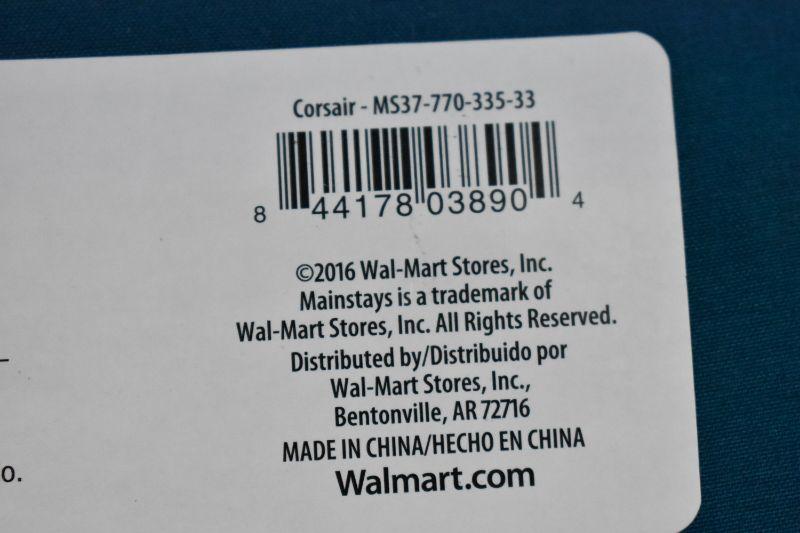 Corsair - MS37-770-335-33
8 44178 03890 4
©2016 Wal-Mart Stores, Inc.
Mainstays is a trademark of
Wal-Mart Stores, Inc. All Rights Reserved.
Distributed by/Distribuido por
Wal-Mart Stores, Inc.,
Bentonville, AR 72716
MADE IN CHINA/HECHO EN CHINA
o.
Walmart.com